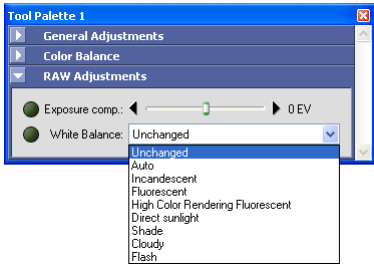 Tool Palette 1
General Adjustments
Color Balance
RAW Adjustments
Exposure comp.: 0 EV
White Balance: Unchanged
Unchanged
Auto
Incandescent
Fluorescent
High Color Rendering Fluorescent
Direct sunlight
Shade
Cloudy
Flash